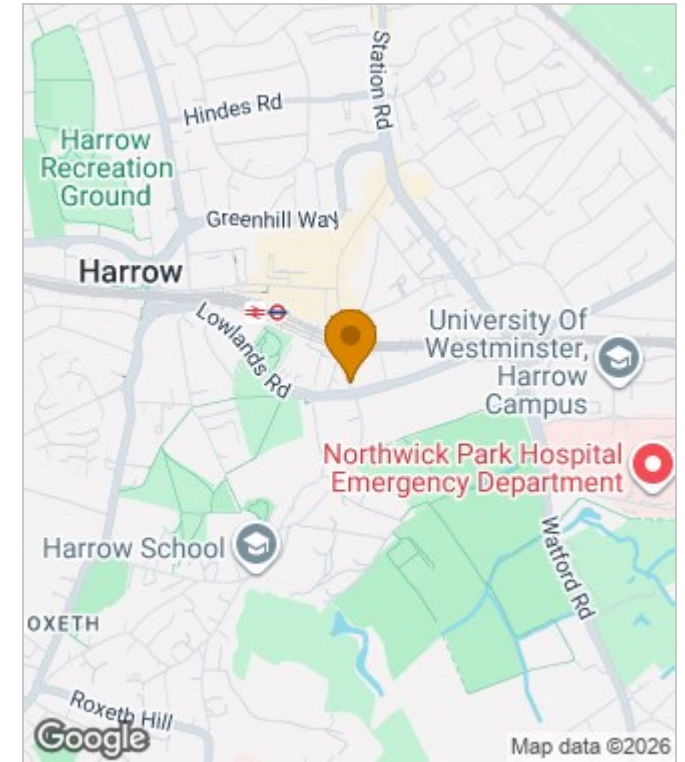 Station Rd
Hindes Rd
Harrow
Recreation
Ground
Greenhill Way
Harrow
Lowlands Rd
University Of
Westminster,
Harrow
Campus
Northwick Park Hospital
Emergency Department
Harrow School
Watford Rd
OXETH
Roxeth Hill
Google
Map data ©2026